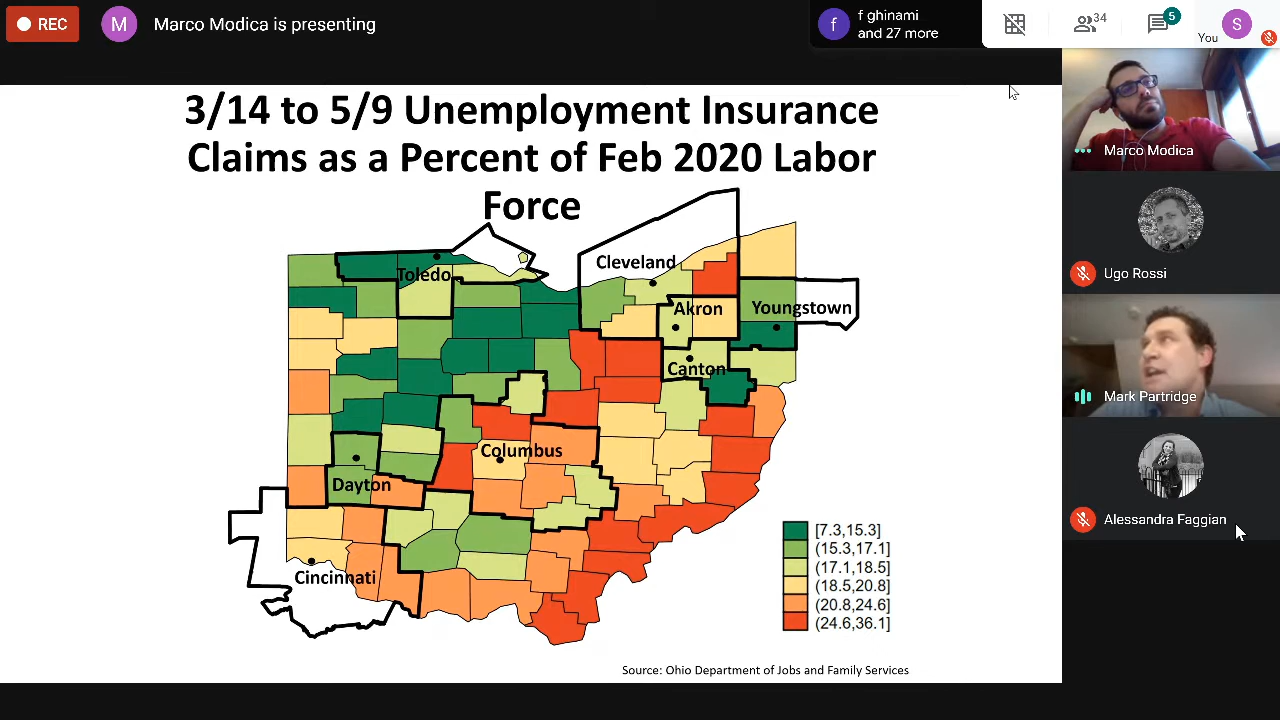 REC
M
Marco Modica is presenting
f
f ghinami
and 27 more
34
5
You
S
3/14 to 5/9 Unemployment Insurance
Claims as a Percent of Feb 2020 Labor
Force
Toledo
Cleveland
Akron
Youngstown
Canton
Columbus
Dayton
Cincinnati
[7.3,15.3]
(15.3,17.1]
(17.1,18.5]
(18.5,20.8]
(20.8,24.6]
(24.6,36.1]
Source: Ohio Department of Jobs and Family Services
Marco Modica
Ugo Rossi
Mark Partridge
Alessandra Faggian